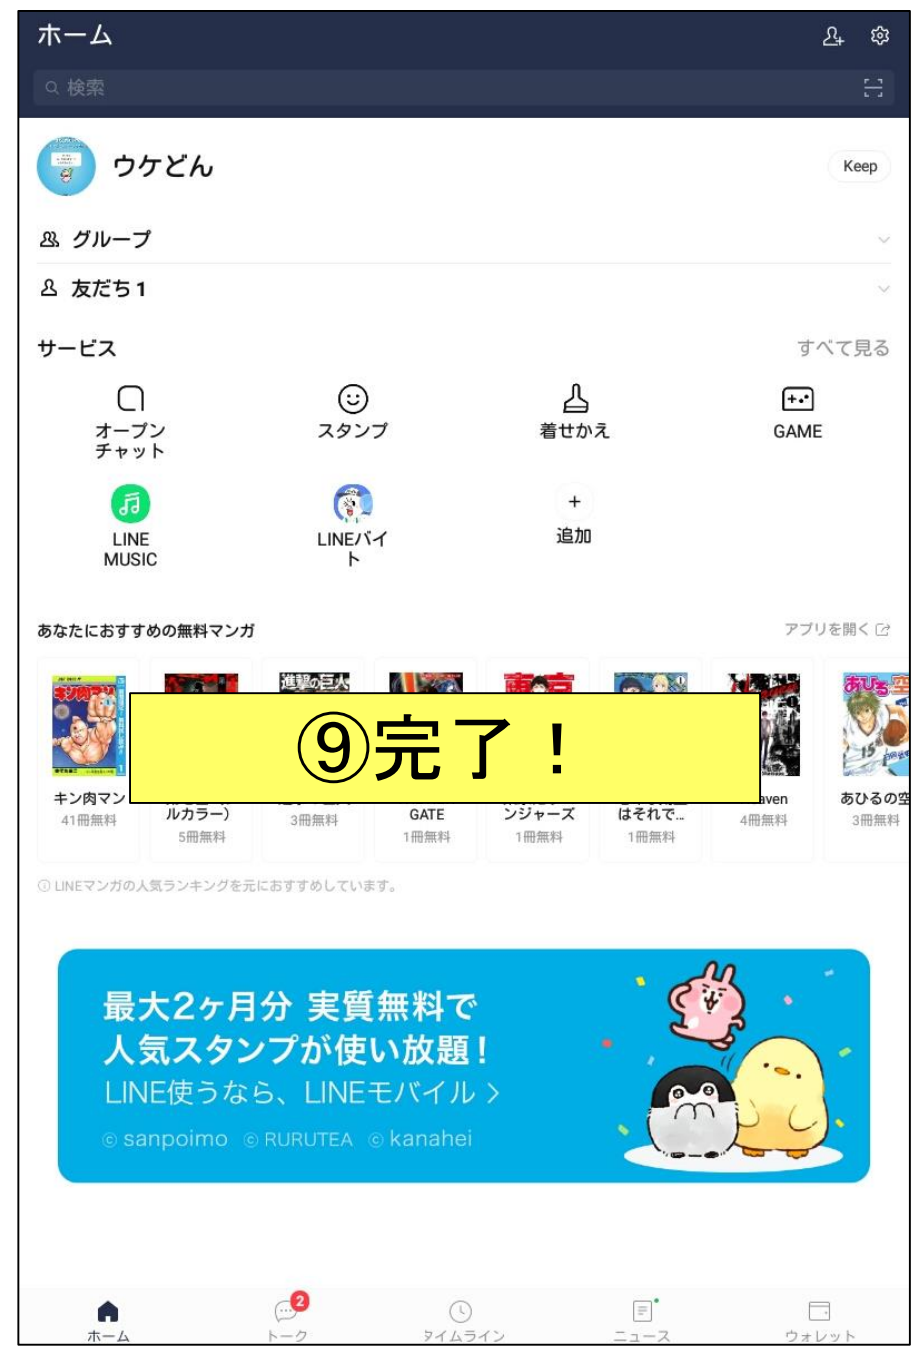 ホーム
検索
ウケどん
Keep
グループ
友だち 1
サービス
すべて見る
オープン
チャット
スタンプ
着せかえ
GAME
LINE
MUSIC
LINEバイ
ト
追加
あなたにおすすめの無料マンガ
アプリを開く
キン肉マン
進撃の巨人
東京
あひる 空
⑨完了!
キン肉マン
41冊無料
ルカラー)
5冊無料
3冊無料
GATE
1冊無料
ンジャーズ
1冊無料
はそれで...
1冊無料
aven
4冊無料
あひるの空
3冊無料
LINEマンガの人気ランキングを元におすすめしています。
最大2ヶ月分 実質無料で
人気スタンプが使い放題!
LINE使うなら、LINEモバイル >
© sanpoimo © RURUTEA © kanahei
2
ホーム
トーク
タイムライン
ニュース
ウォレット